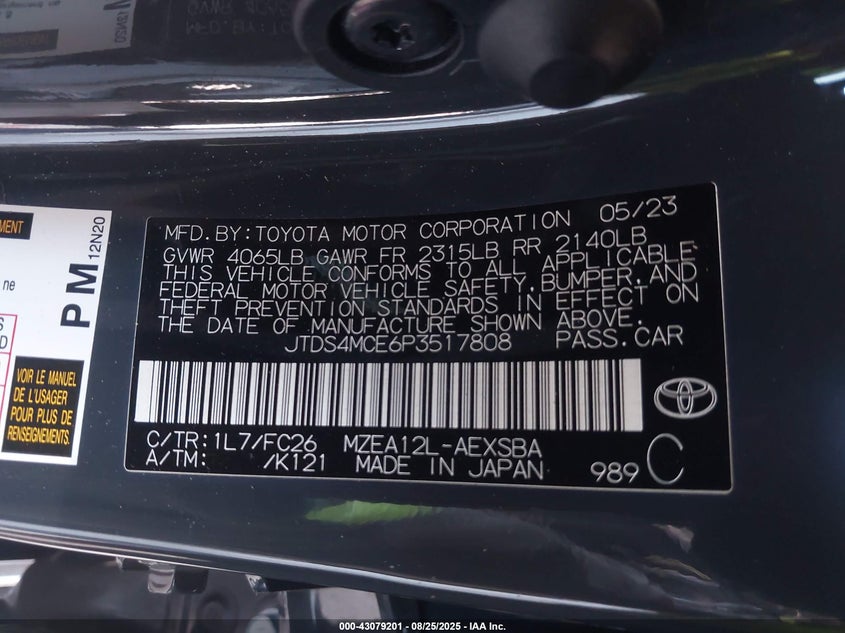 MFD.BY:TOYOTA MOTOR CORPORATION 05/23
GVWR 4065LB GAWR FR 2315LB RR 2140LB
THIS VEHICLE CONFORMS TO ALL APPLICABLE
FEDERAL MOTOR VEHICLE SAFETY,BUMPER,AND
THEFT PREVENTION STANDARDS IN EFFECT ON
THE DATE OF MANUFACTURE SHOWN ABOVE.
JTDS4MCE6P3517808 PASS.CAR
C/TR:1L7/FC26 MZEA12L-AEXSBA
A/TM: /K121 MADE IN JAPAN
989 C
MENT
ne
PM 12N20
S
D
VOIR LE MANUEL
DE L'USAGER
POUR PLUS DE
RENSEIGNEMENTS.
000-43079201 - 08/25/2025 - IAA Inc.